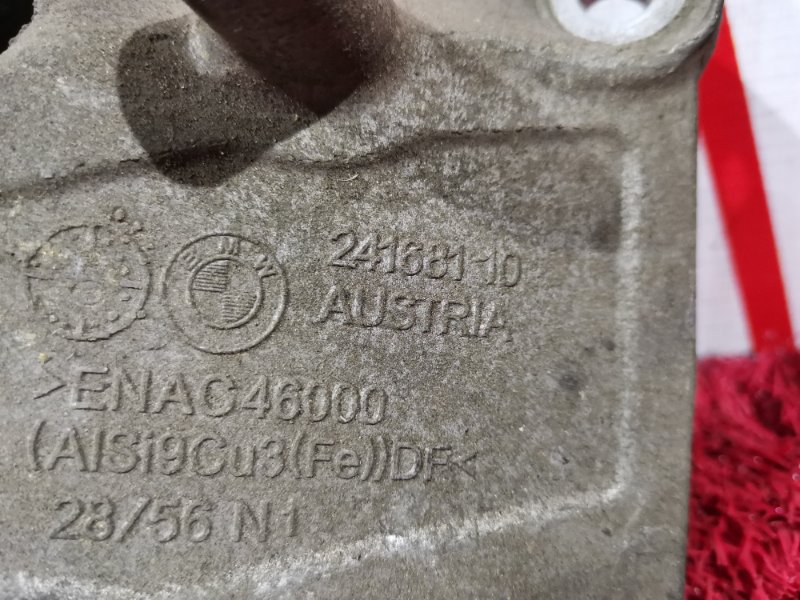 BMW
241681-10
AUSTRIA
>ENAC46000
(AlSi9Cu3(Fe))DF<
28/56 N1